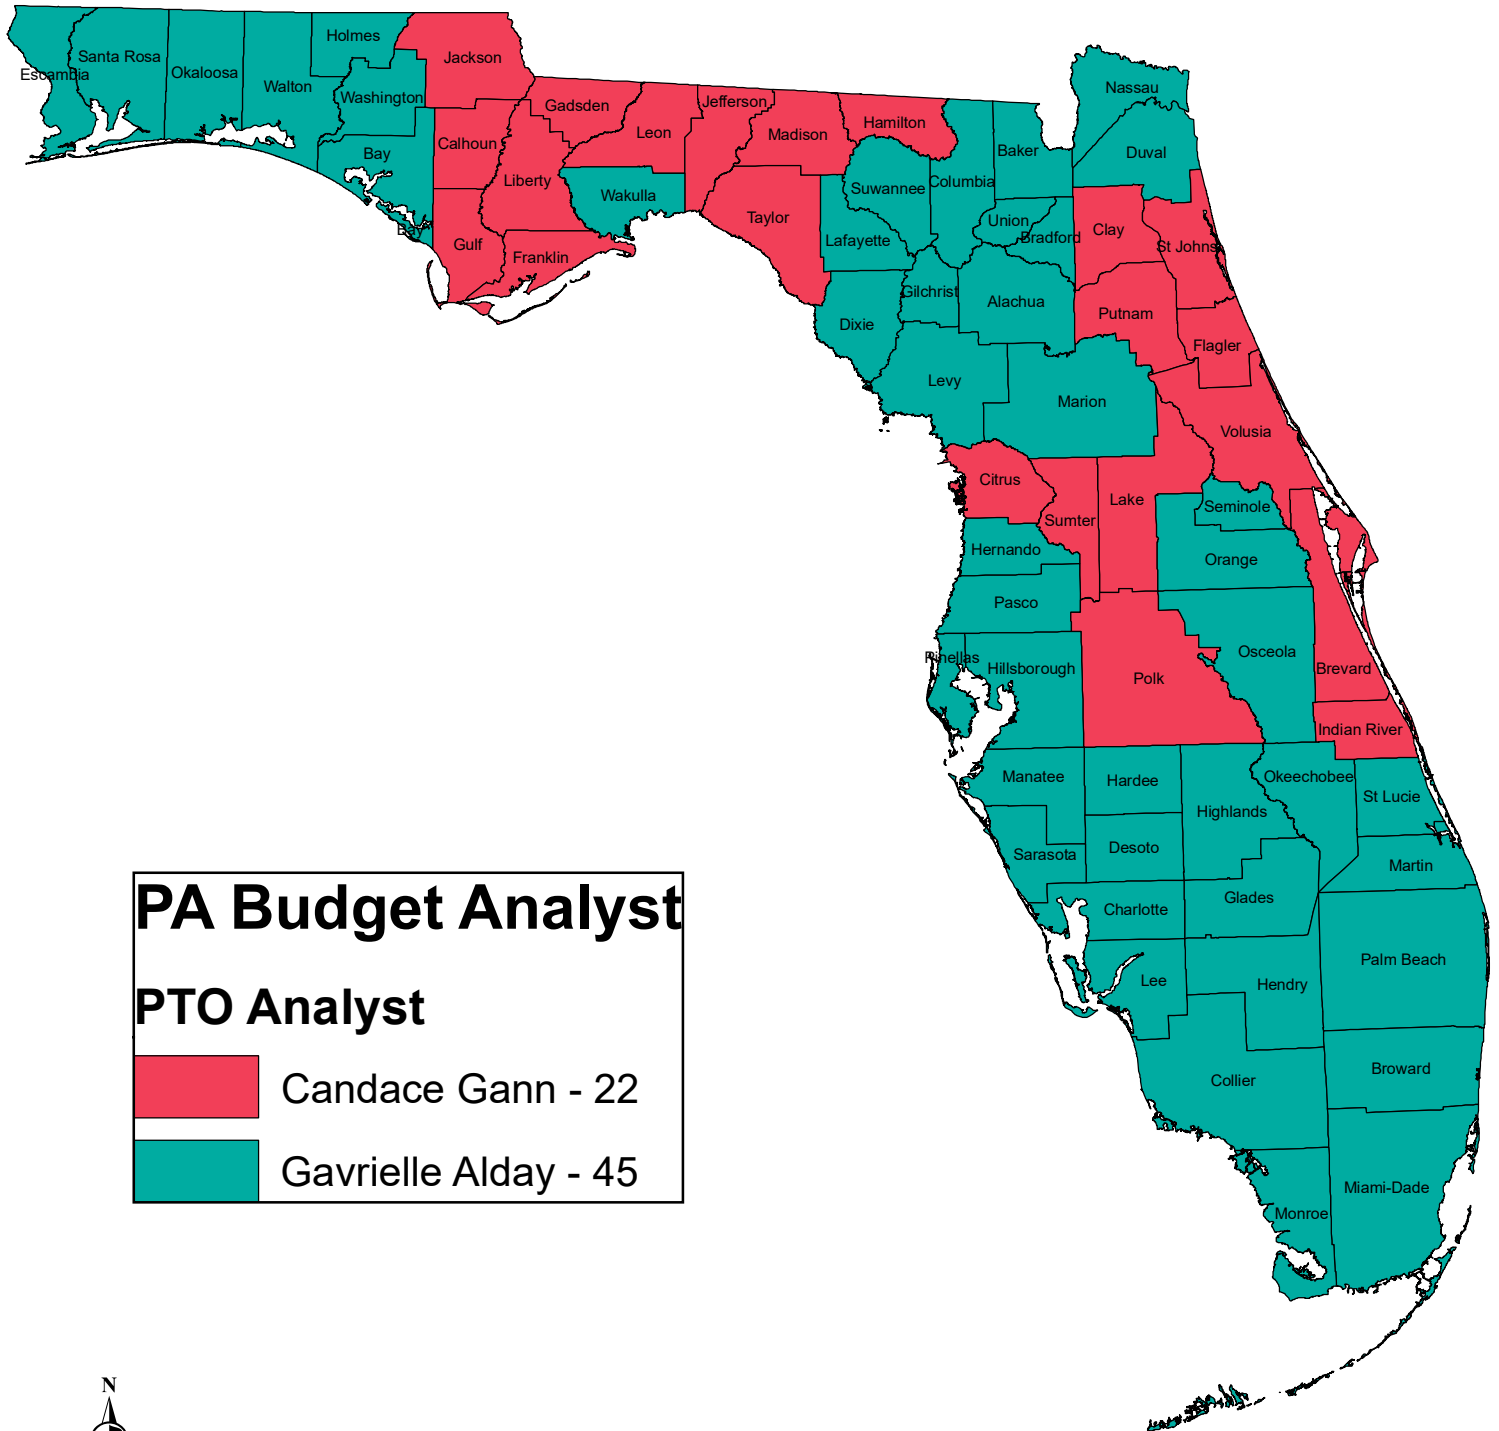 Jackson
Holmes
Santa Rosa
Escambia
Okaloosa
Walton
Washington
Nassau
Gadsden
Jefferson
Leon
Madison
Hamilton
Calhoun
Bay
Baker
Duval
Liberty
Wakulla
Suwannee
Columbia
Taylor
Union
Bradford
Clay
St Johns
Bay
Gulf
Franklin
Lafayette
Gilchrist
Alachua
Putnam
Dixie
Flagler
Levy
Marion
Volusia
Citrus
Lake
Sumter
Seminole
Hernando
Orange
Pasco
Pinellas
Hillsborough
Osceola
Polk
Brevard
Indian River
Manatee
Hardee
Okeechobee
St Lucie
Highlands
Sarasota
Desoto
Martin
Charlotte
Glades
Palm Beach
Lee
Hendry
Collier
Broward
Miami-Dade
Monroe
PA Budget Analyst
PTO Analyst
Candace Gann - 22
Gavrielle Alday - 45
N